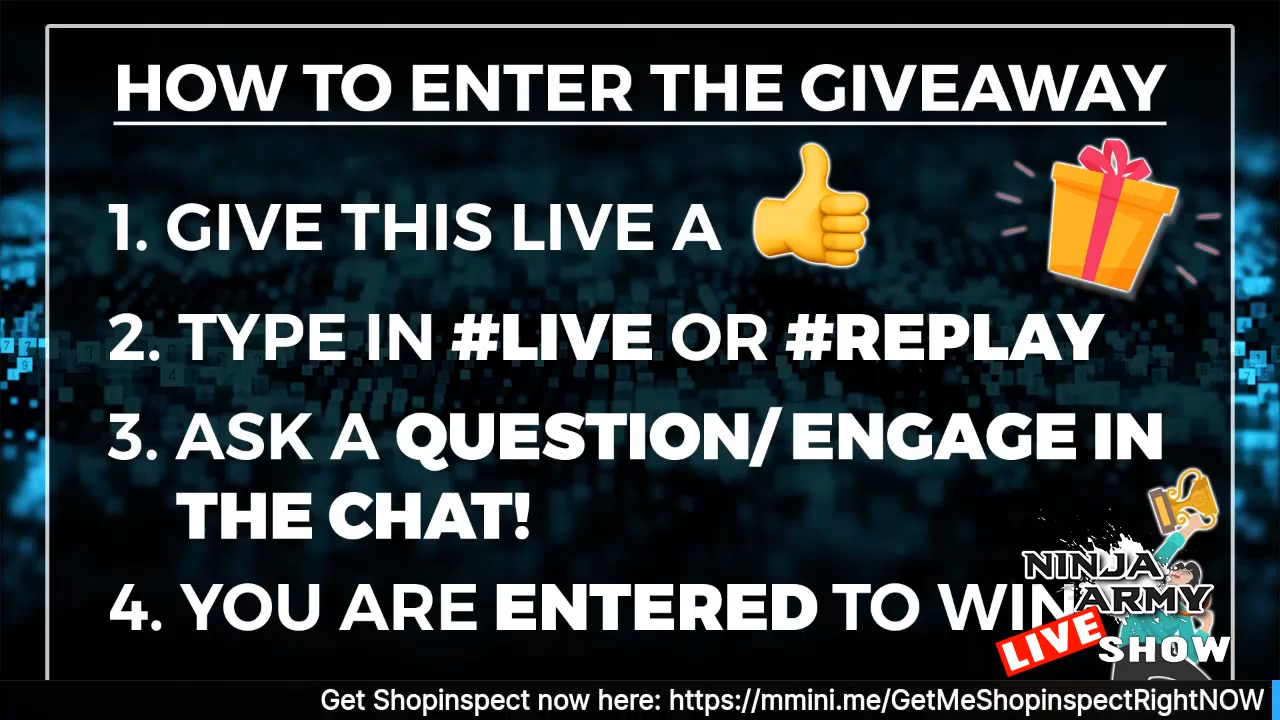 HOW TO ENTER THE GIVEAWAY
1. GIVE THIS LIVE A
2. TYPE IN #LIVE OR #REPLAY
3. ASK A QUESTION/ ENGAGE IN
THE CHAT!
4. YOU ARE ENTERED TO WIN
NINJA
ARMY
LIVE
SHOW
Get Shopinspect now here: https://mmini.me/GetMeShopinspectRightNOW